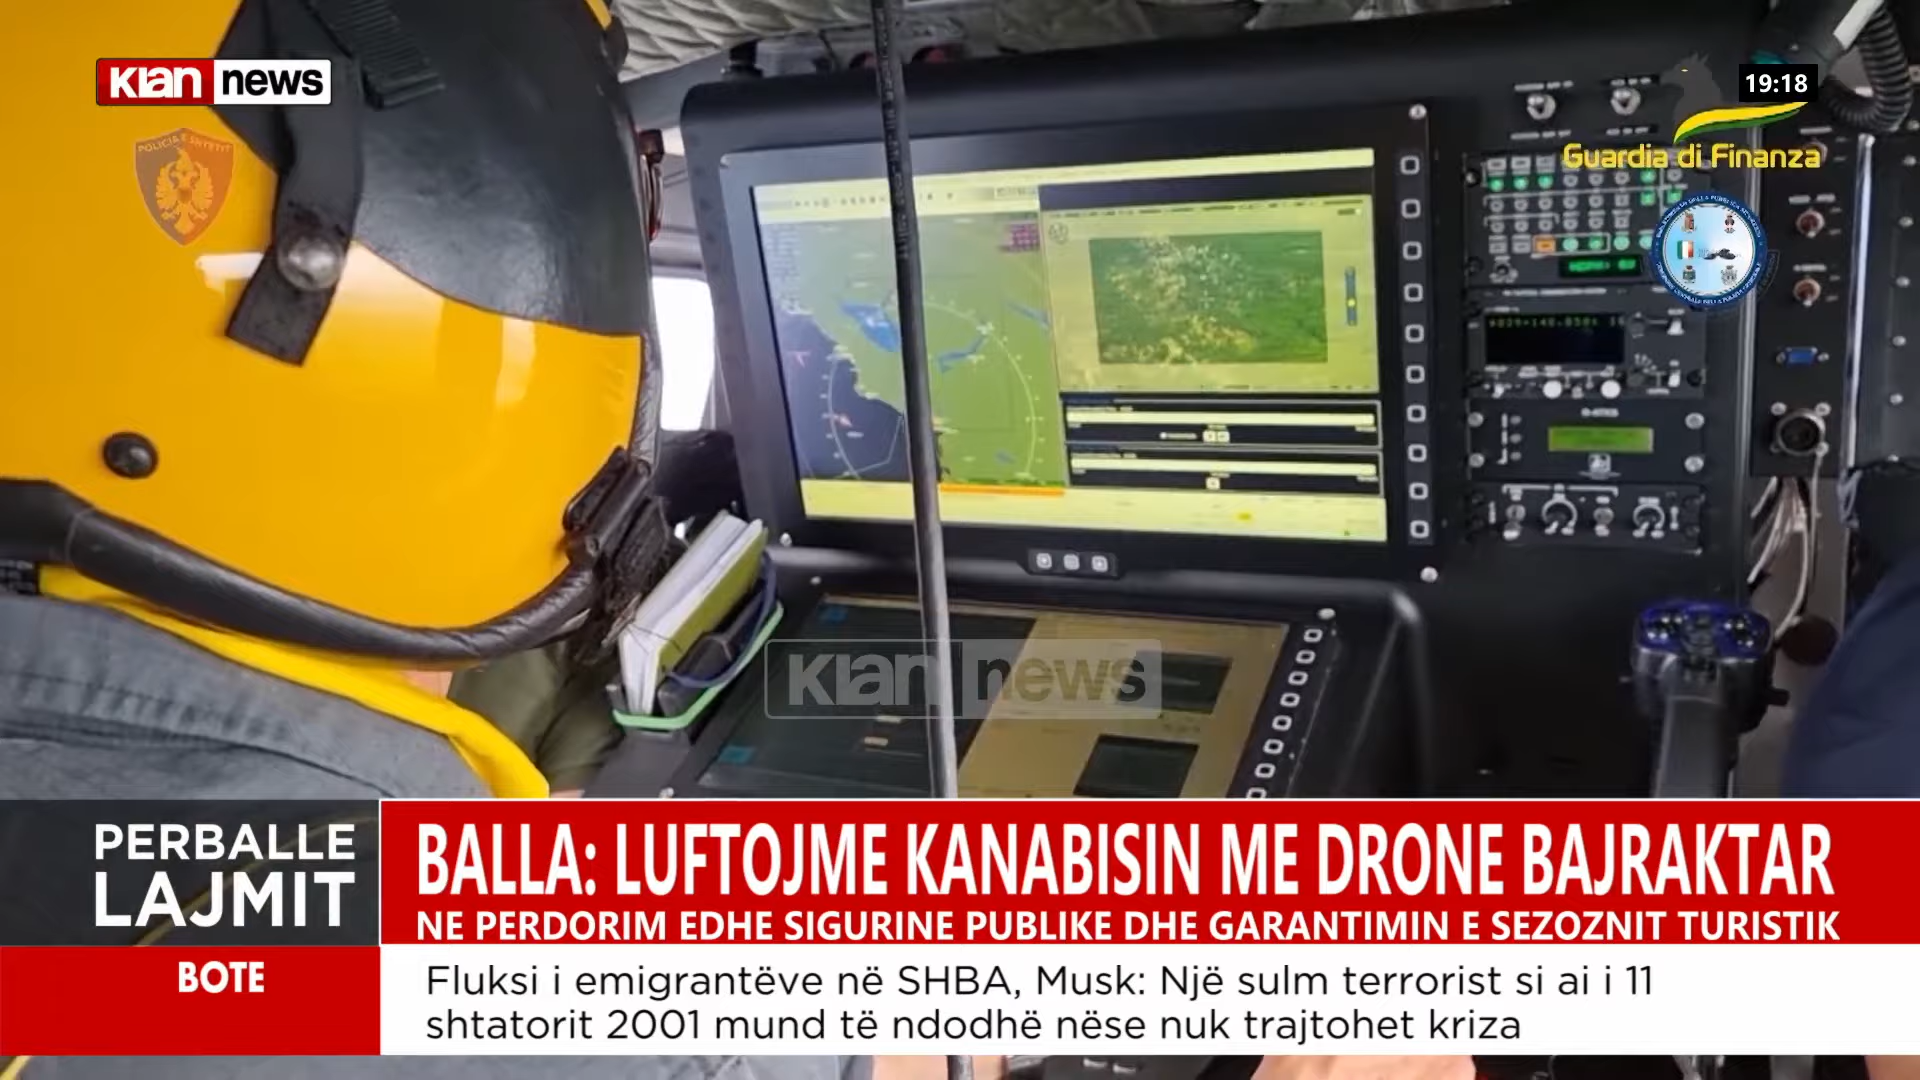 Klan news
19:18
POLICIA E SHTETIT
Guardia di Finanza
Klan news
PERBALLE
LAJMIT
BALLA: LUFTOJME KANABISIN ME DRONE BAJRAKTAR
NE PERDORIM EDHE SIGURINE PUBLIKE DHE GARANTIMIN E SEZOZNIT TURISTIK
BOTE
Fluksi i emigrantëve në SHBA, Musk: Një sulm terrorist si ai i 11
shtatorit 2001 mund të ndodhë nëse nuk trajtohet kriza